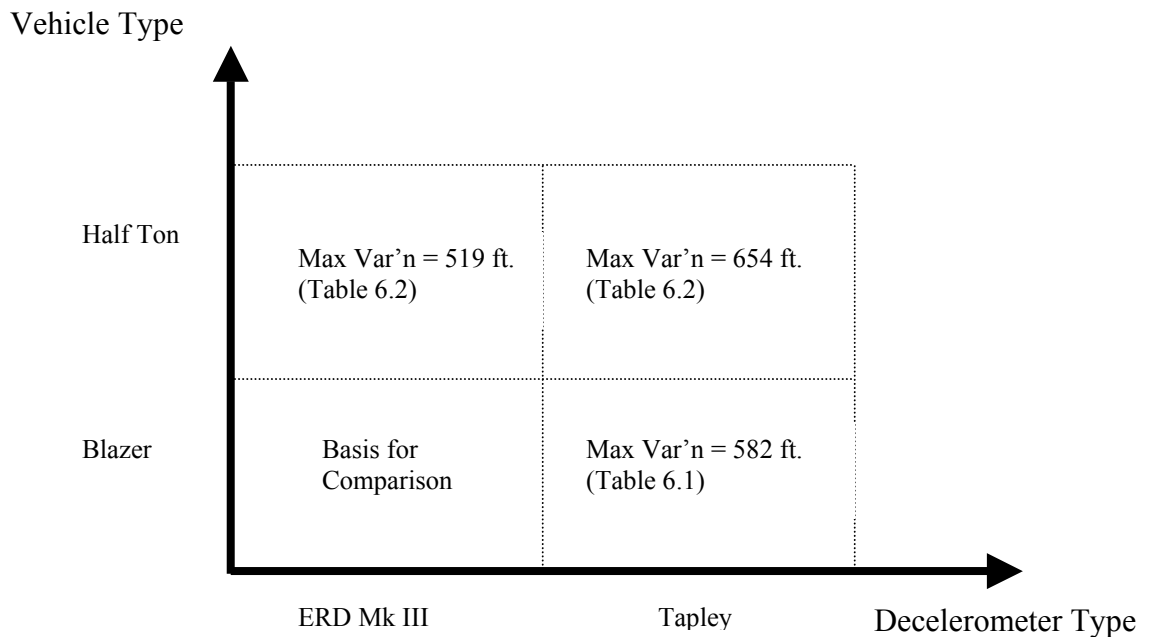 Vehicle Type
Half Ton
Max Var’n = 519 ft.
(Table 6.2)
Max Var’n = 654 ft.
(Table 6.2)
Blazer
Basis for
Comparison
Max Var’n = 582 ft.
(Table 6.1)
ERD Mk III
Tapley
Decelerometer Type